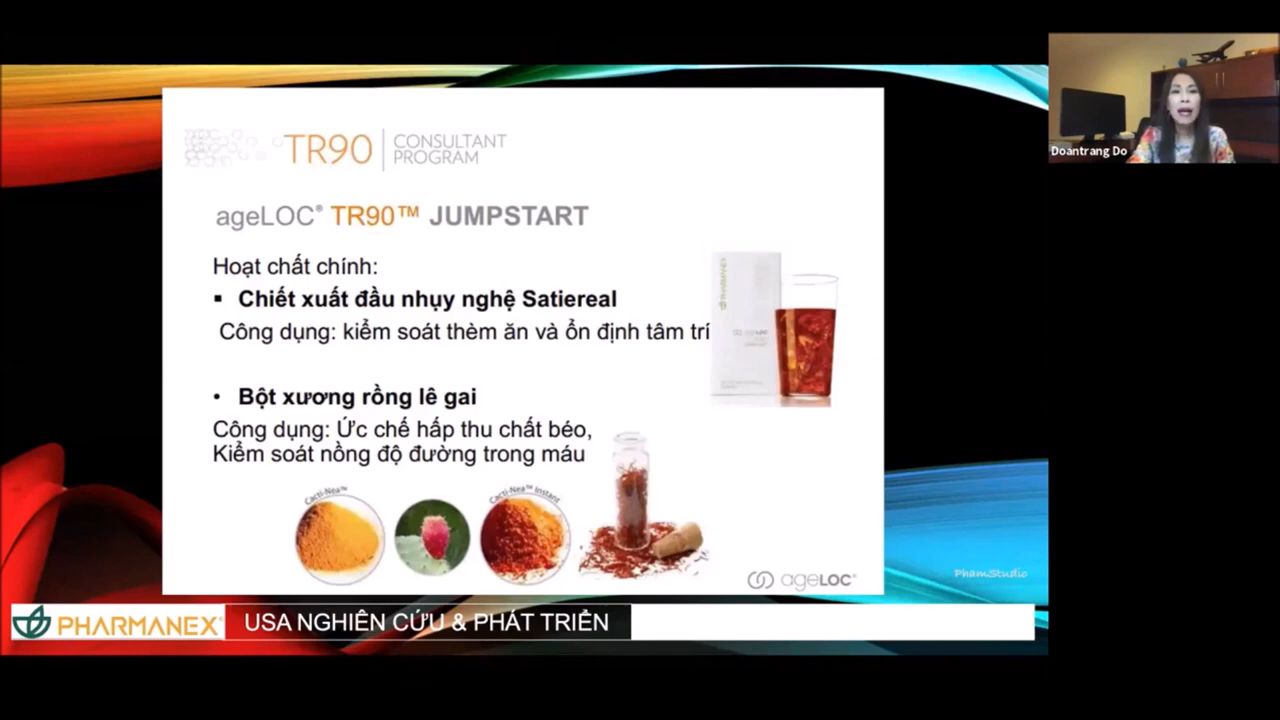 TR90 CONSULTANT PROGRAM
ageLOC® TR90™ JUMPSTART
Hoạt chất chính:
▪ Chiết xuất đầu nhụy nghệ Satiereal
Công dụng: kiểm soát thèm ăn và ổn định tâm trí
• Bột xương rồng lê gai
Công dụng: Ức chế hấp thu chất béo,
Kiểm soát nồng độ đường trong máu
PHARMANEX
Cacti-Nea™
Cacti-Nea™ Instant
ageLOC®
PhamStudio
PHARMANEX® USA NGHIÊN CỨU & PHÁT TRIỂN
Doantrang Do